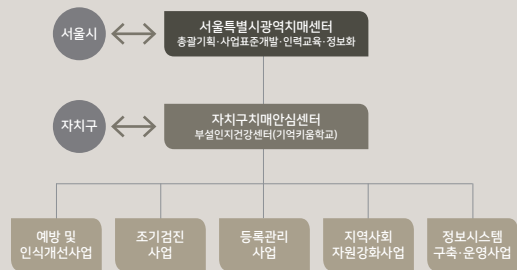 서울시
서울특별시광역치매센터
총괄기획·사업표준개발·인력교육·정보화
자치구
자치구치매안심센터
부설인지건강센터(기억키움학교)
예방 및
인식개선사업
조기검진
사업
등록관리
사업
지역사회
자원강화사업
정보시스템
구축·운영사업